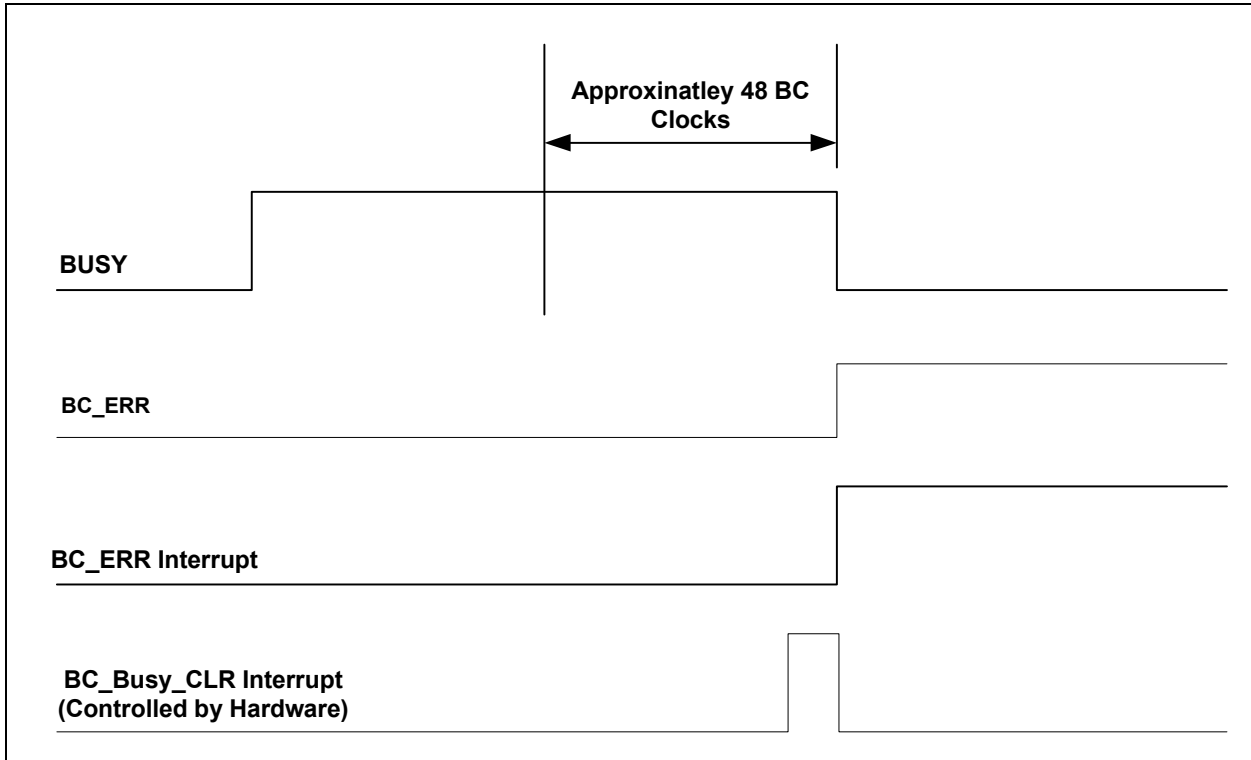 Approxinatley 48 BC
Clocks
BUSY
BC_ERR
BC_ERR Interrupt
BC_Busy_CLR Interrupt
(Controlled by Hardware)